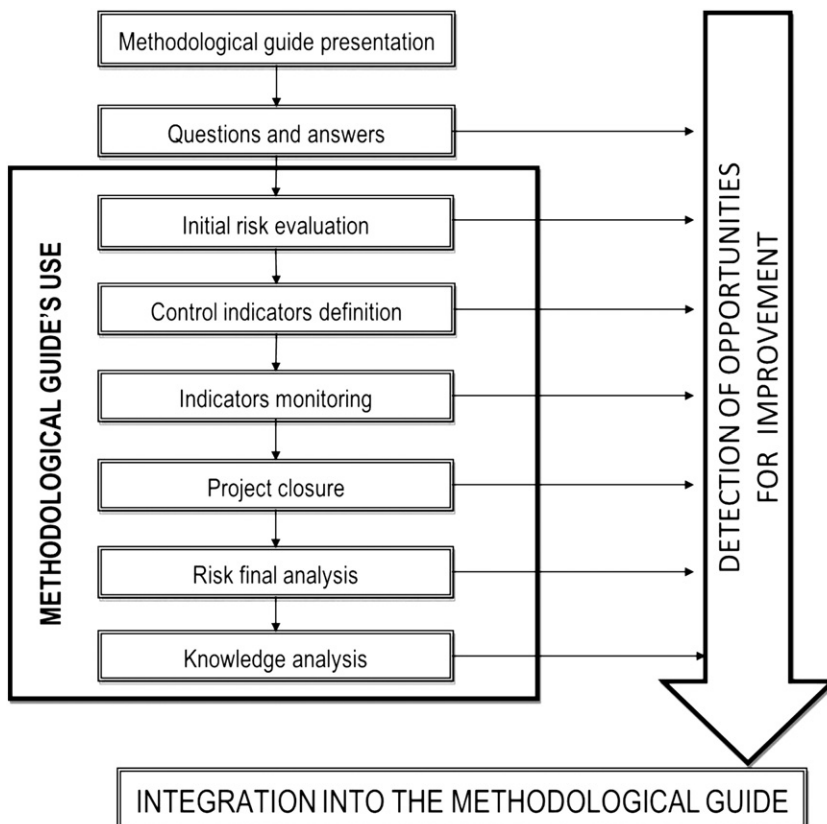 Methodological guide presentation
Questions and answers
METHODOLOGICAL GUIDE'S USE
Initial risk evaluation
Control indicators definition
Indicators monitoring
Project closure
Risk final analysis
Knowledge analysis
DETECTION OF OPPORTUNITIES
FOR IMPROVEMENT
INTEGRATION INTO THE METHODOLOGICAL GUIDE